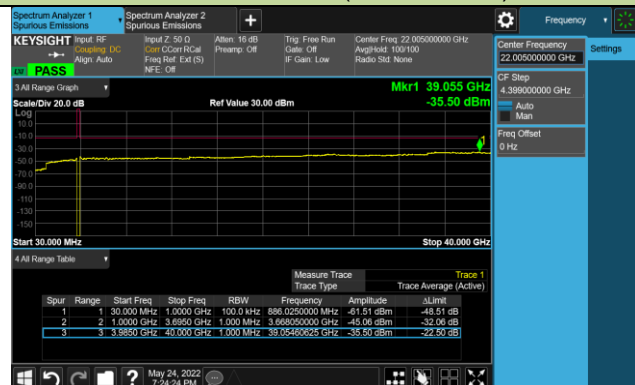 Spectrum Analyzer 1
Spurious Emissions
Spectrum Analyzer 2
Spurious Emissions
Frequency
KEYSIGHT
Input: RF
Coupling: DC
Align: Auto
Input Z: 50 Ω
Corr CCorr RCal
Freq Ref: Ext (S)
NFE: Off
Atten: 16 dB
Preamp: Off
Trig: Free Run
Gate: Off
IF Gain: Low
Center Freq: 22.005000000 GHz
Avg|Hold: 100/100
Radio Std: None
PASS
Center Frequency
22.005000000 GHz
Settings
CF Step
4.399000000 GHz
Auto
Man
Freq Offset
0 Hz
3 All Range Graph
Mkr1 39.055 GHz
Scale/Div 20.0 dB
Ref Value 30.00 dBm
-35.50 dBm
Log
10.0
-10.0
-30.0
-50.0
-70.0
-90.0
-110
-130
-150
1
Start 30.000 MHz
Stop 40.000 GHz
4 All Range Table
Measure Trace Trace 1
Trace Type Trace Average (Active)
Spur Range Start Freq Stop Freq RBW Frequency Amplitude ΔLimit
1 1 30.000 MHz 1.0000 GHz 100.0 kHz 886.0250000 MHz -61.51 dBm -48.51 dB
2 2 1.0000 GHz 3.6950 GHz 1.000 MHz 3.668050000 GHz -45.06 dBm -32.06 dB
3 3 3.9850 GHz 40.000 GHz 1.000 MHz 39.05460625 GHz -35.50 dBm -22.50 dB
May 24, 2022
7:24:24 PM